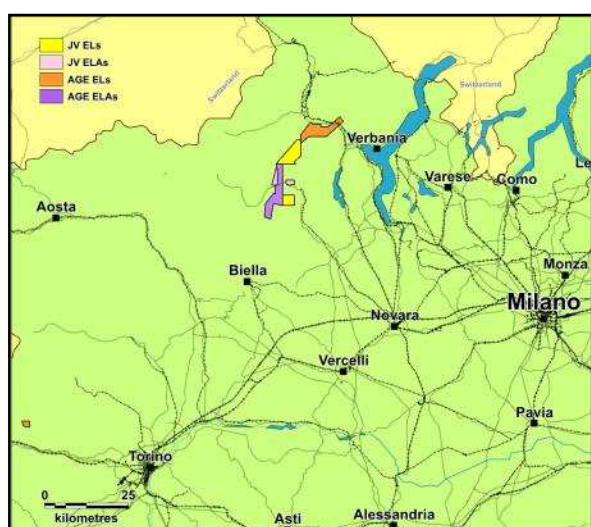 JV ELs
JV ELAs
AGE ELs
AGE ELAs
Switzerland
Switzerland
Verbania
Varese
Como
Le
Aosta
Biella
Monza
Milano
Novara
Vercelli
Pavia
Torino
0 25
kilometres
Asti
Alessandria